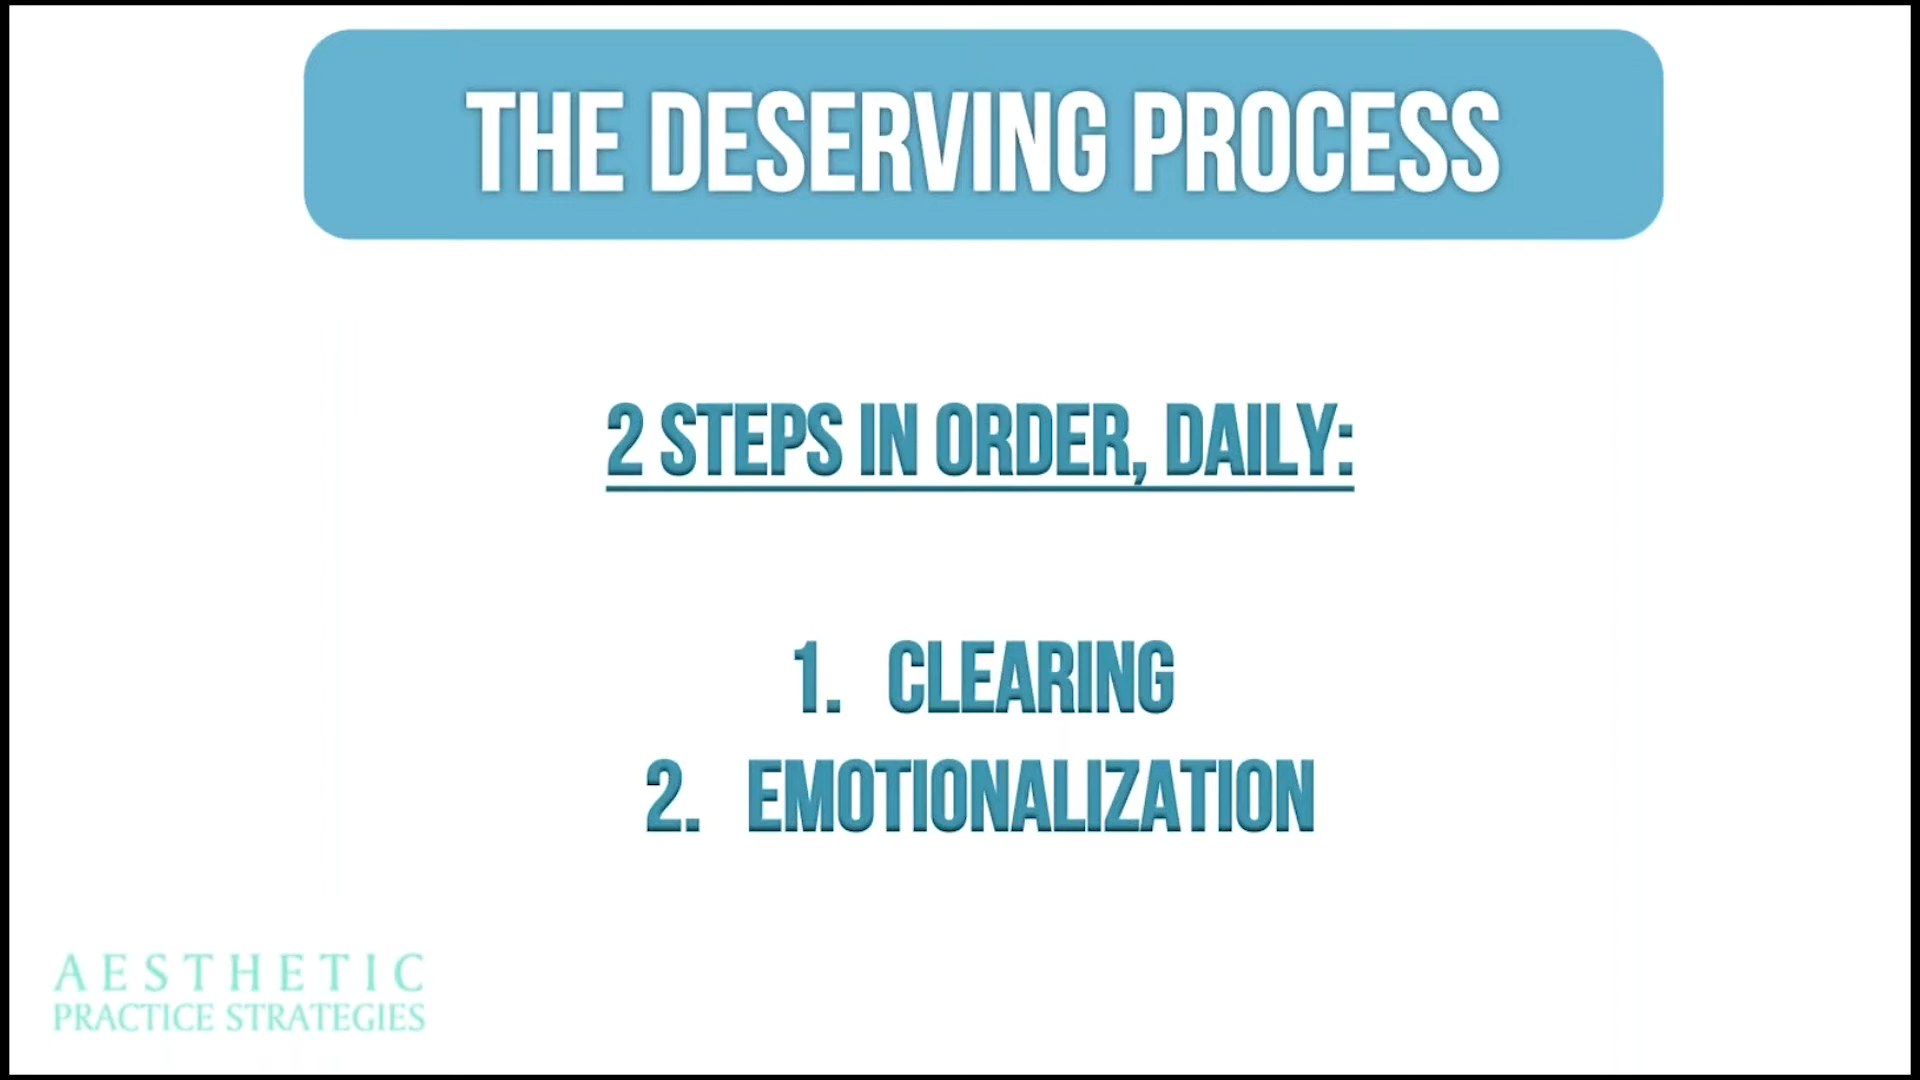 THE DESERVING PROCESS
2 STEPS IN ORDER, DAILY:
1. CLEARING
2. EMOTIONALIZATION
AESTHETIC
PRACTICE STRATEGIES